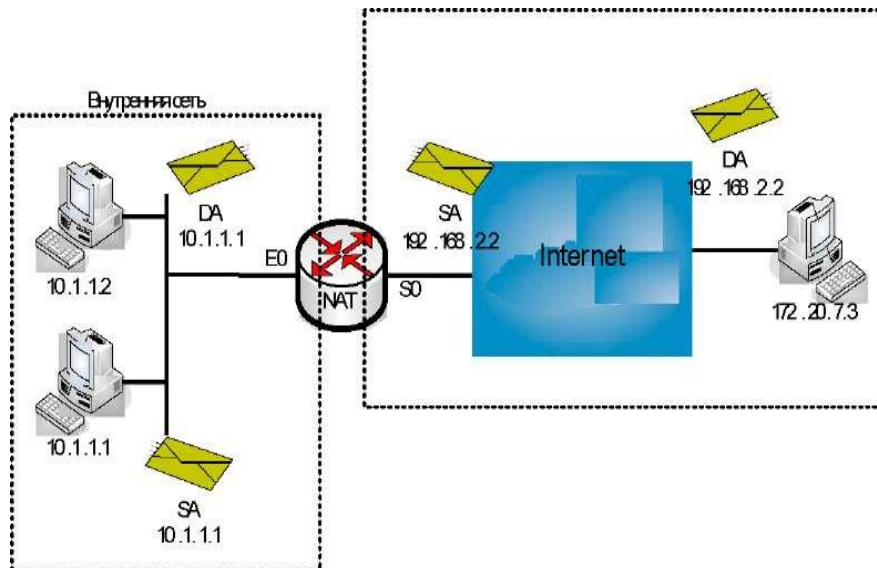 Внутренняя сеть
DA
10.1.1.1
10.1.1.2
10.1.1.1
SA
10.1.1.1
E0
NAT
S0
SA
192.168.2.2
Internet
DA
192.168.2.2
172.20.7.3